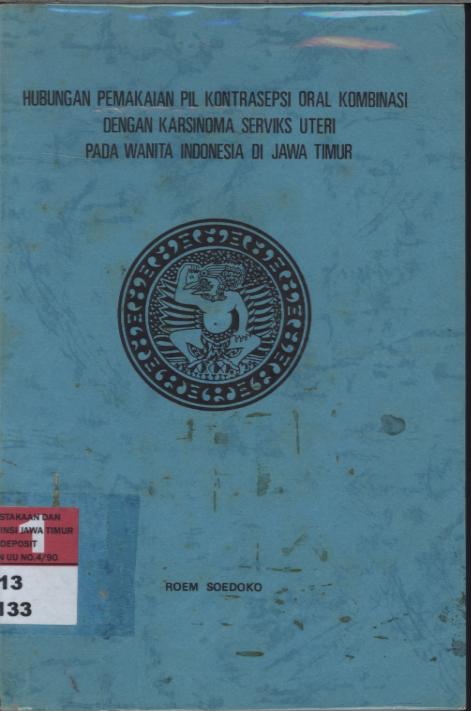 HUBUNGAN PEMAKAIAN PIL KONTRASEPSI ORAL KOMBINASI
DENGAN KARSINOMA SERVIKS UTERI
PADA WANITA INDONESIA DI JAWA TIMUR
STAKAAN DAN
INSI JAWA TIMUR
1
DEPOSIT
N UU NO.4/90
13
133
ROEM SOEDOKO